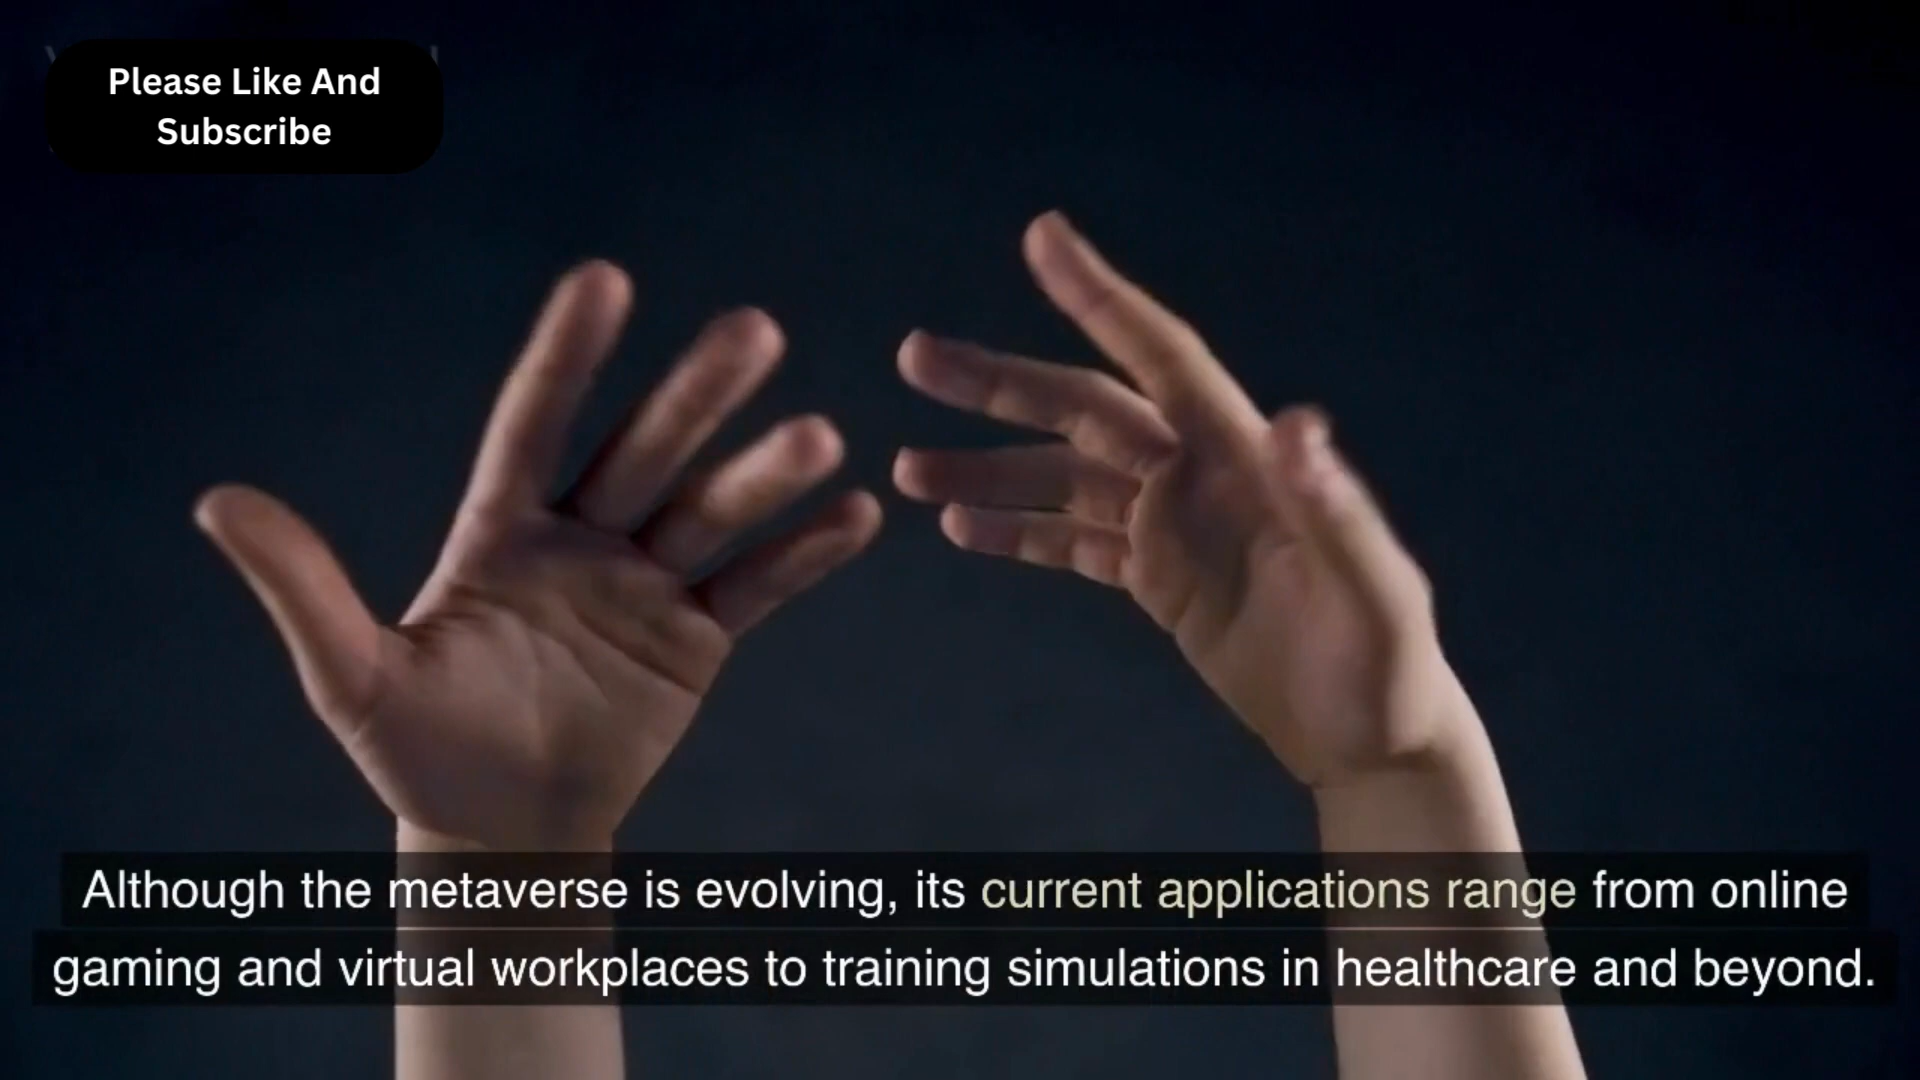 Please Like And
Subscribe
Although the metaverse is evolving, its current applications range from online
gaming and virtual workplaces to training simulations in healthcare and beyond.